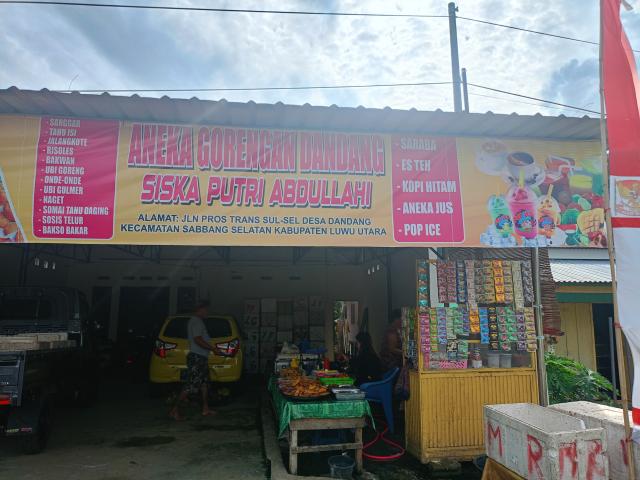 - SANGGAR
- TAHU ISI
- JALANGKOTE
- RISOLES
- BAKWAN
- UBI GORENG
- ONDE-ONDE
- UBI GULMER
- NAGET
- SOMAI TAHU DAGING
- SOSIS TELUR
- BAKSO BAKAR
ANEKA GORENGAN DANDANG
SISKA PUTRI ABDULLAHI
ALAMAT: JLN PROS TRANS SUL-SEL DESA DANDANG
KECAMATAN SABBANG SELATAN KABUPATEN LUWU UTARA
- SARABA
- ES TEH
- KOPI HITAM
- ANEKA JUS
- POP ICE